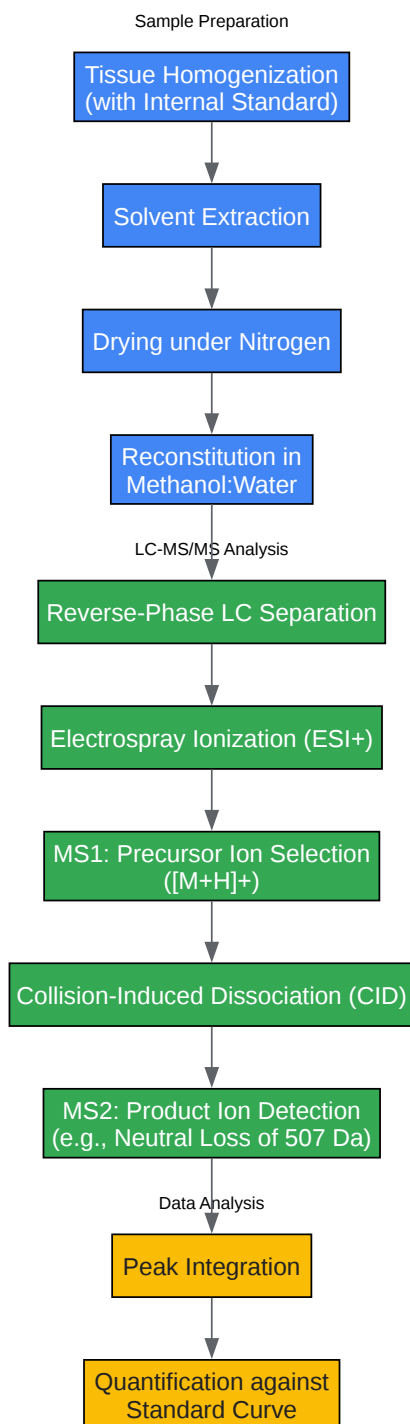 Sample Preparation
Tissue Homogenization
(with Internal Standard)
Solvent Extraction
Drying under Nitrogen
Reconstitution in
Methanol:Water
LC-MS/MS Analysis
Reverse-Phase LC Separation
Electrospray Ionization (ESI+)
MS1: Precursor Ion Selection
([M+H]+)
Collision-Induced Dissociation (CID)
MS2: Product Ion Detection
(e.g., Neutral Loss of 507 Da)
Data Analysis
Peak Integration
Quantification against
Standard Curve